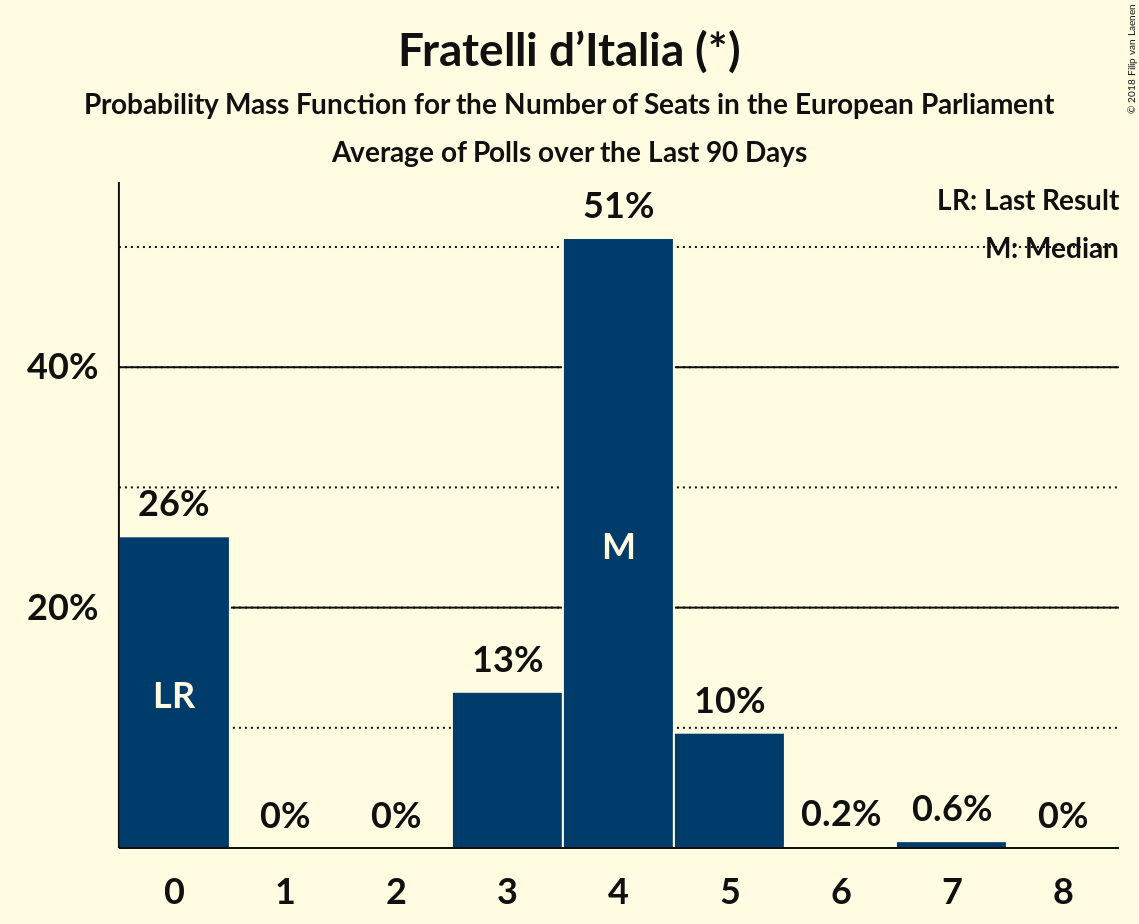 Fratelli d’Italia (*)
Probability Mass Function for the Number of Seats in the European Parliament
Average of Polls over the Last 90 Days
© 2018 Filip van Laenen
LR: Last Result
M: Median
51%
40%
26%
M
20%
13%
LR
10%
0%
0%
0.2%
0.6%
0%
0 1 2 3 4 5 6 7 8